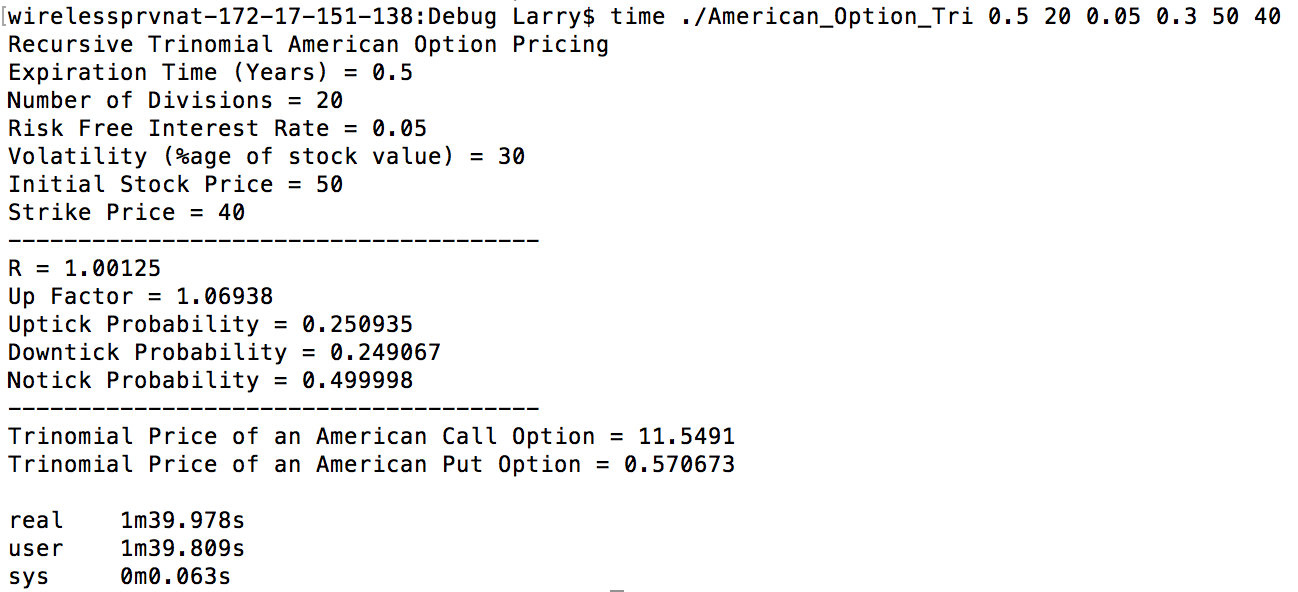 [wirelessprvnat-172-17-151-138:Debug Larry$ time ./American_Option_Tri 0.5 20 0.05 0.3 50 40
Recursive Trinomial American Option Pricing
Expiration Time (Years) = 0.5
Number of Divisions = 20
Risk Free Interest Rate = 0.05
Volatility (%age of stock value) = 30
Initial Stock Price = 50
Strike Price = 40
--------------------------------------
R = 1.00125
Up Factor = 1.06938
Uptick Probability = 0.250935
Downtick Probability = 0.249067
Notick Probability = 0.499998
--------------------------------------
Trinomial Price of an American Call Option = 11.5491
Trinomial Price of an American Put Option = 0.570673
real 1m39.978s
user 1m39.809s
sys 0m0.063s